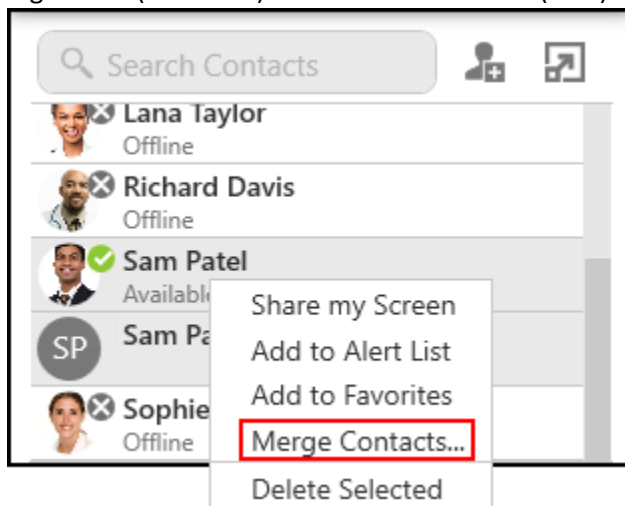 Search Contacts
Lana Taylor
Offline
Richard Davis
Offline
Sam Patel
Available
SP
Sam Pa
Sophie
Offline
Share my Screen
Add to Alert List
Add to Favorites
Merge Contacts...
Delete Selected